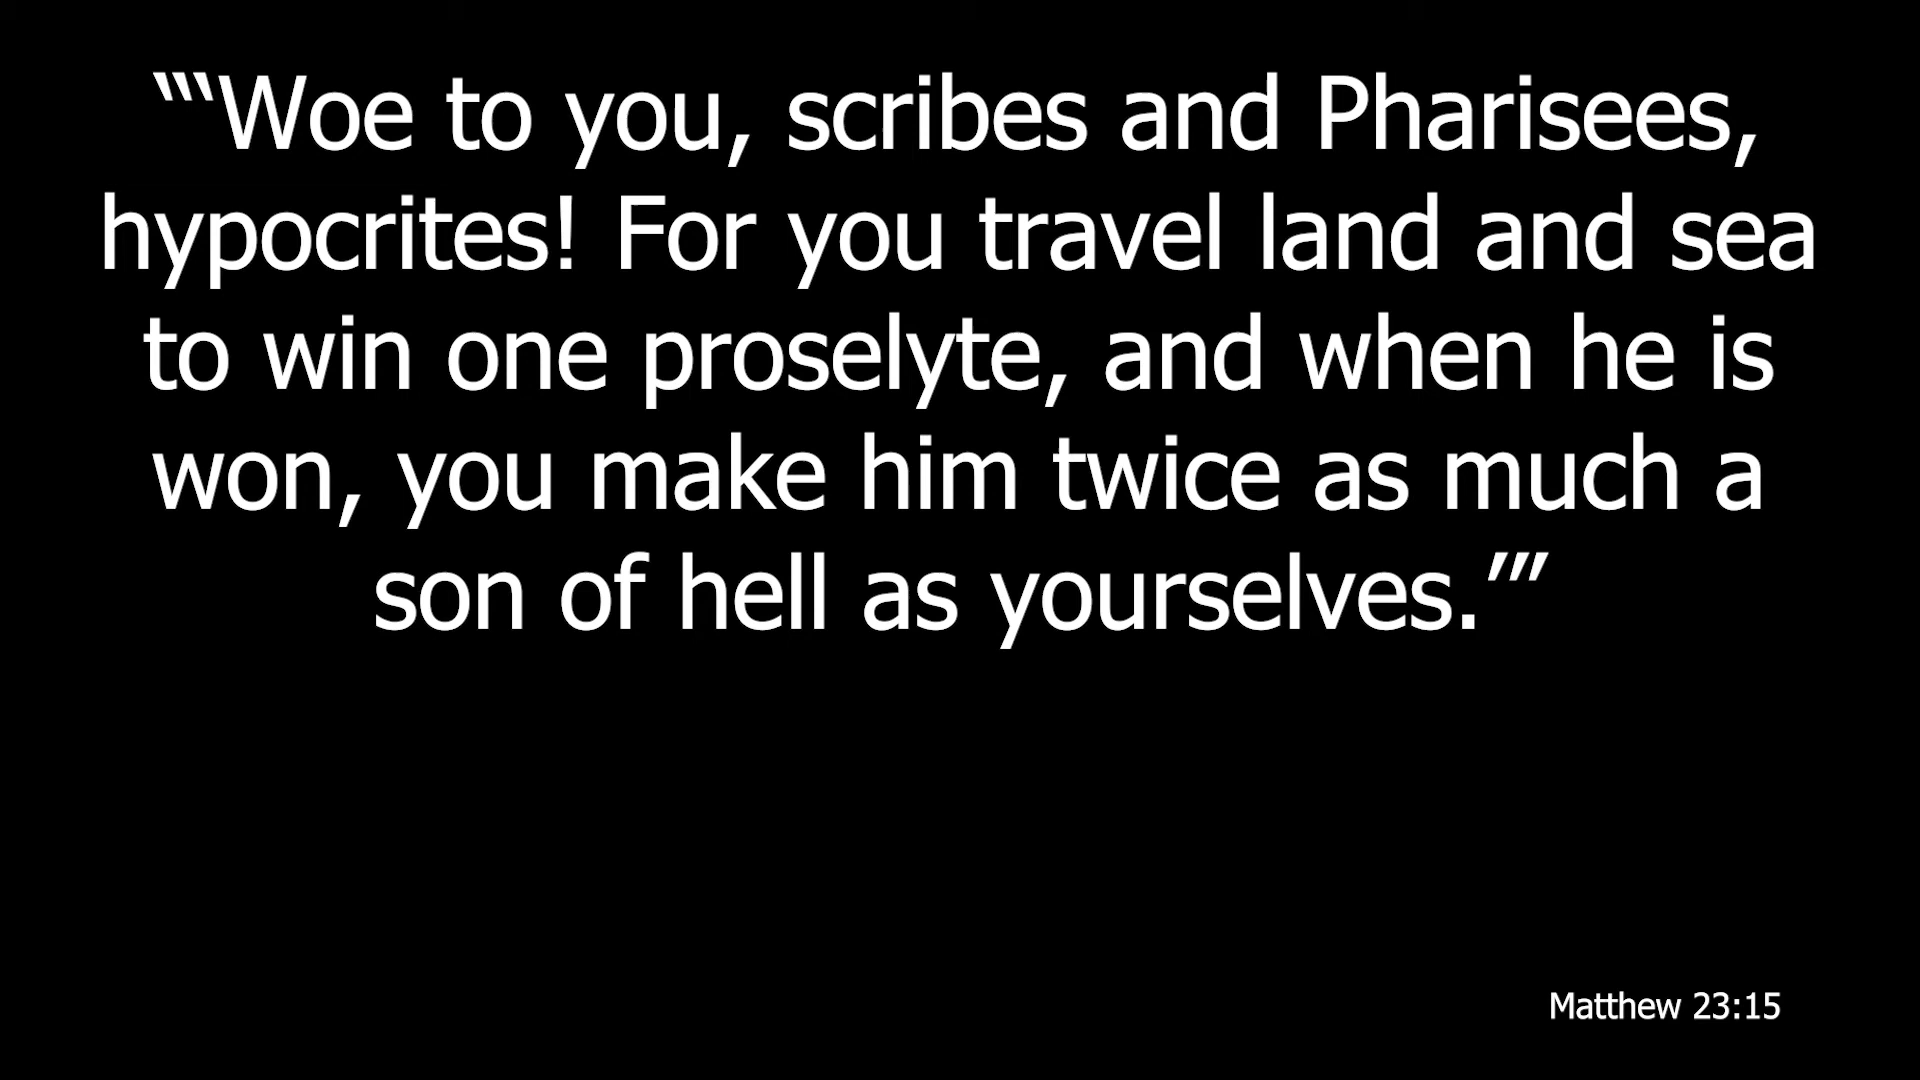 “‘Woe to you, scribes and Pharisees,
hypocrites! For you travel land and sea
to win one proselyte, and when he is
won, you make him twice as much a
son of hell as yourselves.’”
Matthew 23:15